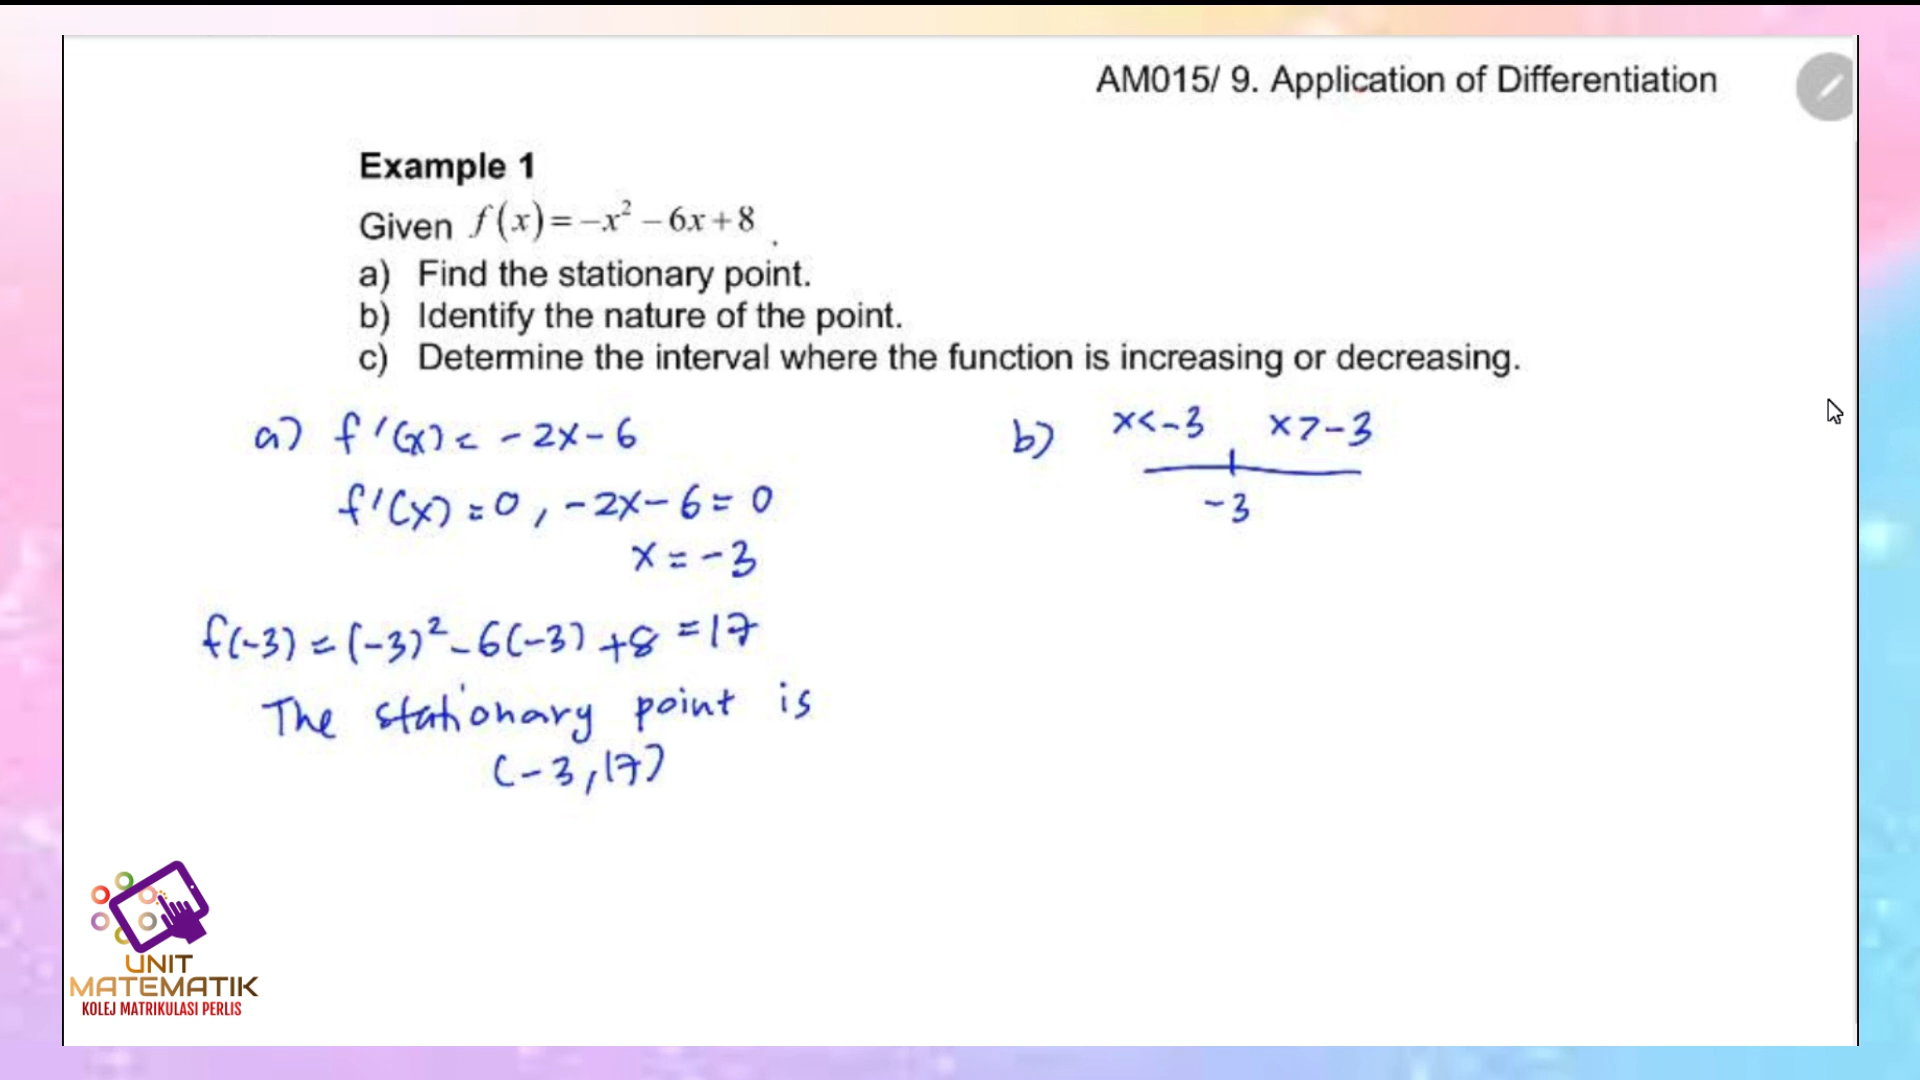 AM015/ 9. Application of Differentiation
Example 1
Given f(x)=−x² −6x+8 .
a) Find the stationary point.
b) Identify the nature of the point.
c) Determine the interval where the function is increasing or decreasing.
a) f'(x) = -2x-6
f'(x) = 0, -2x-6 = 0
x = -3
f(-3) = (-3)² -6(-3) +8 = 17
The stationary point is
(-3, 17)
b) x<-3 x>-3
-3
UNIT
MATEMATIK
KOLEJ MATRIKULASI PERLIS